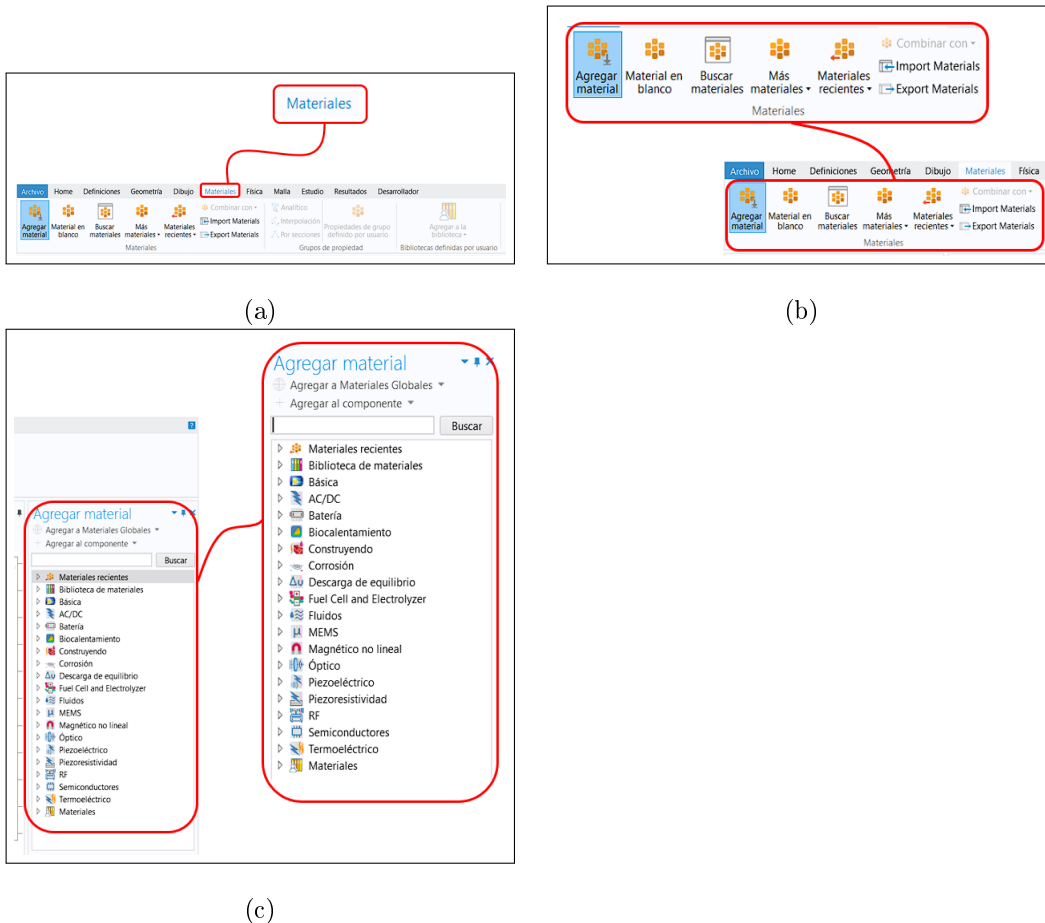 Materiales
Archivo Home Definiciones Geometría Dibujo Materiales Física Malla Estudio Resultados Desarrollador
Agregar material
Material en blanco
Buscar materiales
Más materiales
Materiales recientes
Combinar con
Import Materials
Export Materials
Materiales
Analítico
Interpolación
Por secciones
Propiedades de grupo definido por usuario
Grupos de propiedad
Agregar a la biblioteca
Bibliotecas definidas por usuario
(a)
Agregar material
Material en blanco
Buscar materiales
Más materiales
Materiales recientes
Combinar con
Import Materials
Export Materials
Materiales
Archivo Home Definiciones Geometría Dibujo Materiales Física
Agregar material
Material en blanco
Buscar materiales
Más materiales
Materiales recientes
Combinar con
Import Materials
Export Materials
Materiales
(b)
?
Agregar material
Agregar a Materiales Globales
Agregar al componente
Buscar
Materiales recientes
Biblioteca de materiales
Básica
AC/DC
Batería
Biocalentamiento
Construyendo
Corrosión
Descarga de equilibrio
Fuel Cell and Electrolyzer
Fluidos
MEMS
Magnético no lineal
Óptico
Piezoeléctrico
Piezoresistividad
RF
Semiconductores
Termoeléctrico
Materiales
Agregar material
Agregar a Materiales Globales
Agregar al componente
Buscar
Materiales recientes
Biblioteca de materiales
Básica
AC/DC
Batería
Biocalentamiento
Construyendo
Corrosión
Descarga de equilibrio
Fuel Cell and Electrolyzer
Fluidos
MEMS
Magnético no lineal
Óptico
Piezoeléctrico
Piezoresistividad
RF
Semiconductores
Termoeléctrico
Materiales
(c)